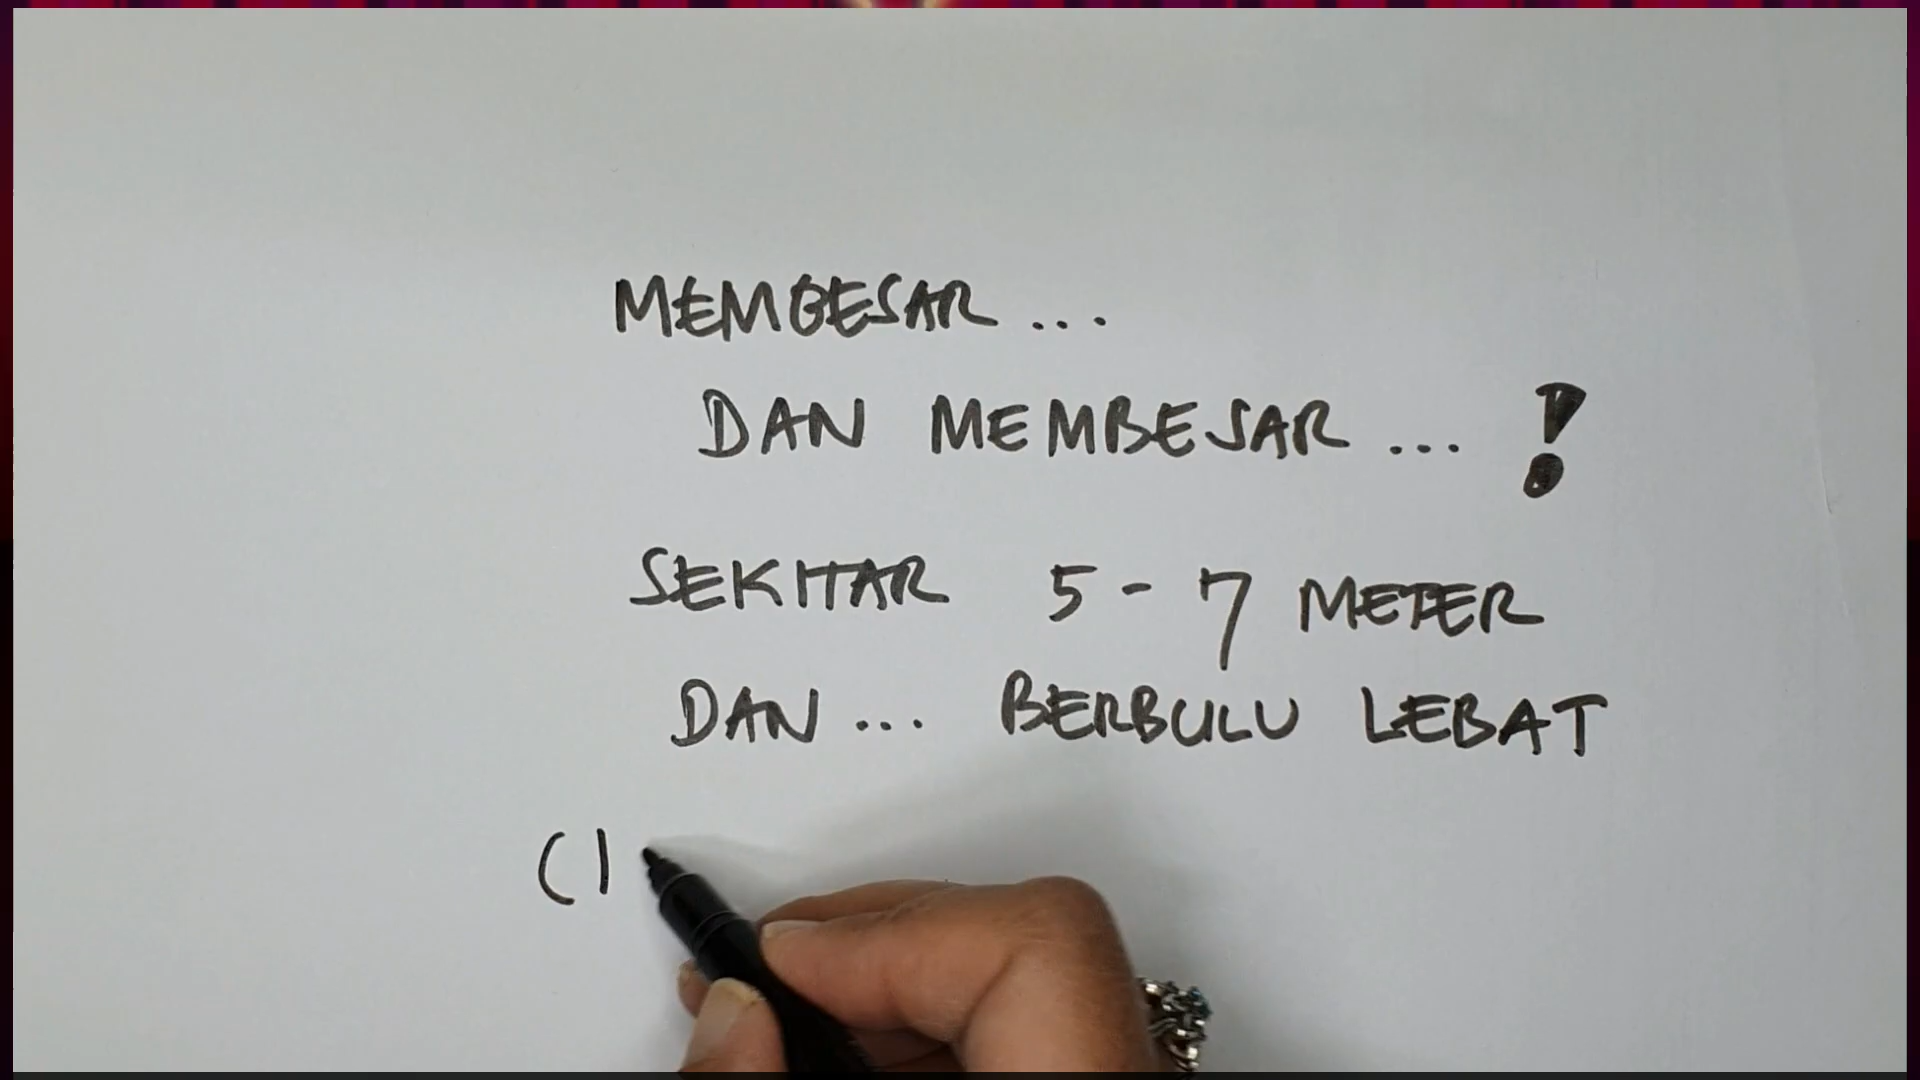 MEMBESAR...
DAN MEMBESAR... !
SEKITAR 5-7 METER
DAN... BERBULU LEBAT
(I